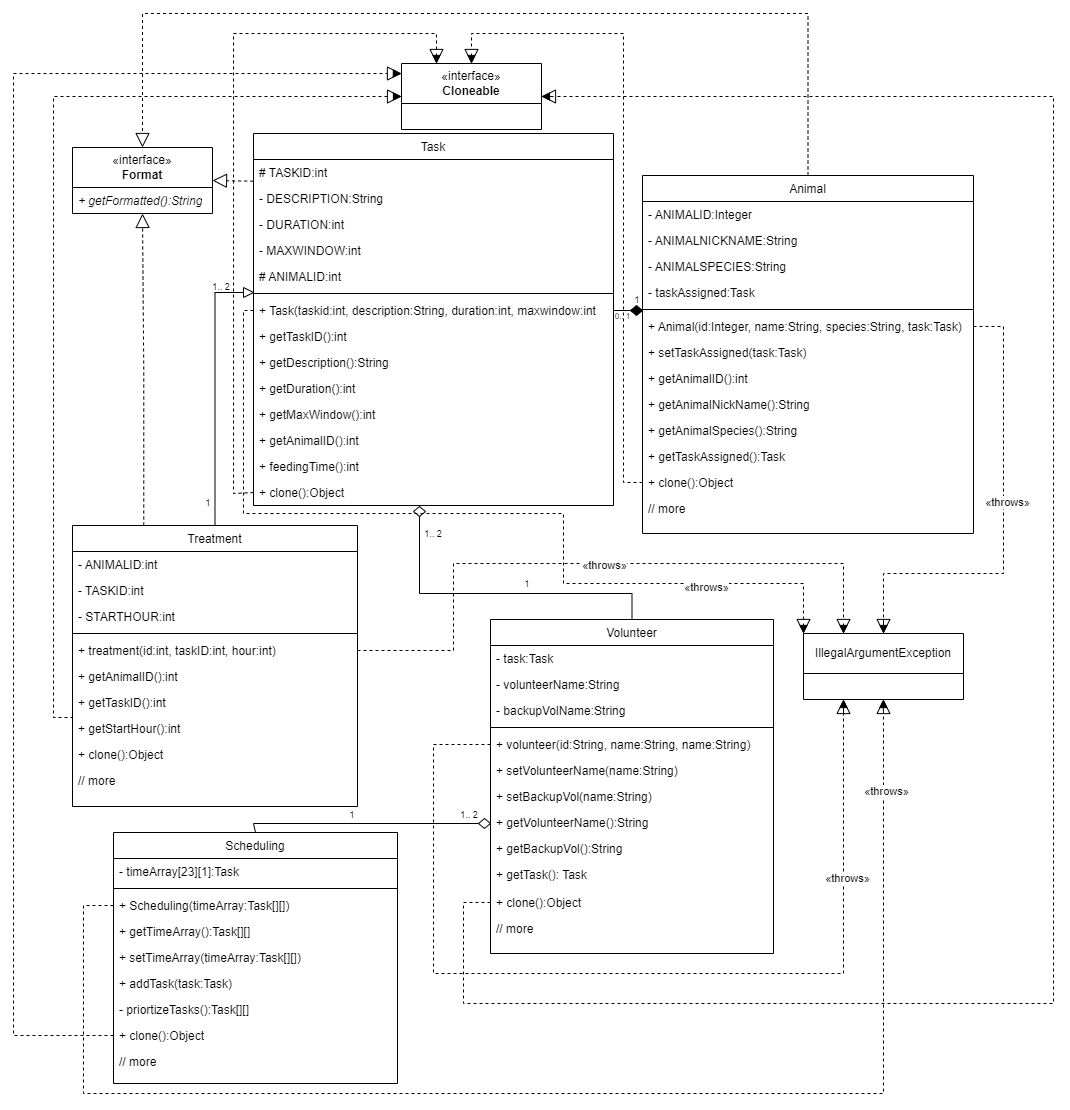 «interface»
Cloneable
«interface»
Format
+ getFormatted():String
Task
# TASKID:int
- DESCRIPTION:String
- DURATION:int
- MAXWINDOW:int
# ANIMALID:int
+ Task(taskid:int, description:String, duration:int, maxwindow:int
+ getTaskID():int
+ getDescription():String
+ getDuration():int
+ getMaxWindow():int
+ getAnimalID():int
+ feedingTime():int
+ clone():Object
Animal
- ANIMALID:Integer
- ANIMALNICKNAME:String
- ANIMALSPECIES:String
- taskAssigned:Task
+ Animal(id:Integer, name:String, species:String, task:Task)
+ setTaskAssigned(task:Task)
+ getAnimalID():int
+ getAnimalNickName():String
+ getAnimalSpecies():String
+ getTaskAssigned():Task
+ clone():Object
// more
1.. 2
1
0.. 1
1
«throws»
1.. 2
1
«throws»
«throws»
Treatment
- ANIMALID:int
- TASKID:int
- STARTHOUR:int
+ treatment(id:int, taskID:int, hour:int)
+ getAnimalID():int
+ getTaskID():int
+ getStartHour():int
+ clone():Object
// more
Volunteer
- task:Task
- volunteerName:String
- backupVolName:String
+ volunteer(id:String, name:String, name:String)
+ setVolunteerName(name:String)
+ setBackupVol(name:String)
+ getVolunteerName():String
+ getBackupVol():String
+ getTask(): Task
+ clone():Object
// more
IllegalArgumentException
«throws»
«throws»
1
1.. 2
Scheduling
- timeArray[23][1]:Task
+ Scheduling(timeArray:Task[][])
+ getTimeArray():Task[][]
+ setTimeArray(timeArray:Task[][])
+ addTask(task:Task)
- priortizeTasks():Task[][]
+ clone():Object
// more